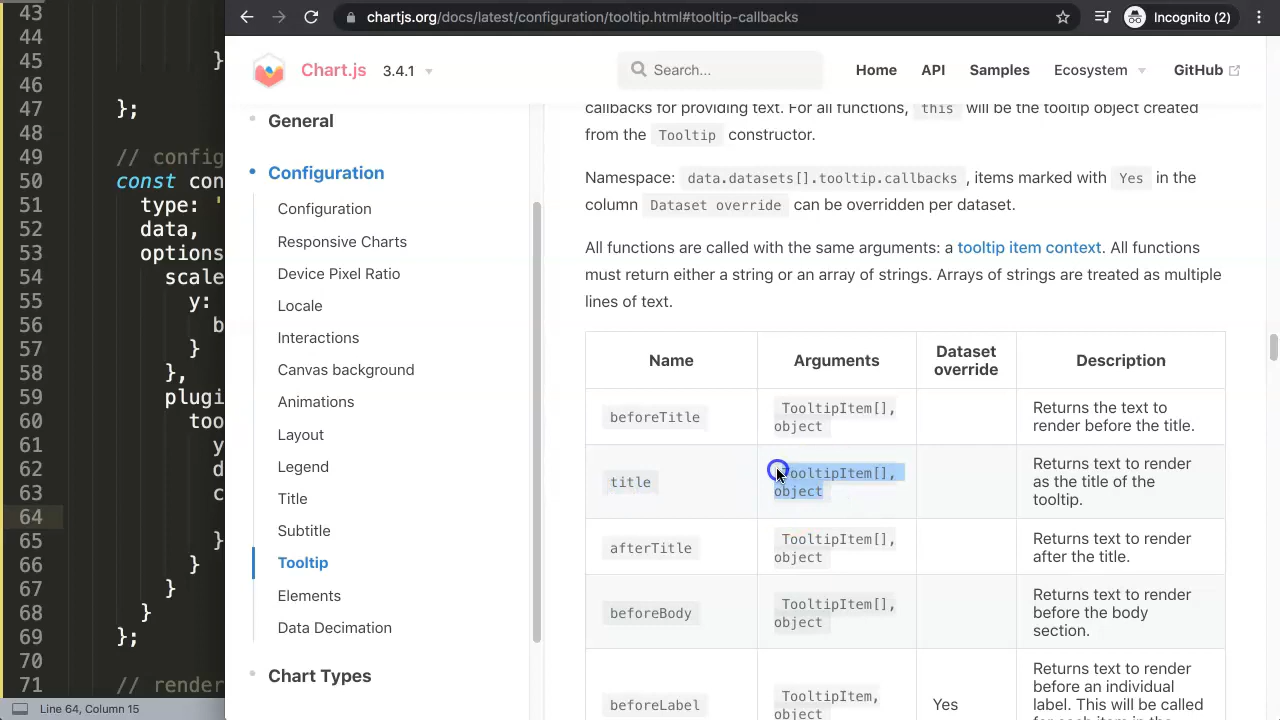 43
44
45 }
46
47 };
48
49 // config
50 const con
51 type: '
52 data,
53 options
54 scale
55 y:
56 b
57 }
58 },
59 plugi
60 too
61 y
62 d
63 c
64
65 }
66 }
67 }
68 }
69 };
70
71 // render
Line 64, Column 15
chartjs.org/docs/latest/configuration/tooltip.html#tooltip-callbacks
Incognito (2)
Chart.js 3.4.1
Search...
Home API Samples Ecosystem GitHub
General
Configuration
Configuration
Responsive Charts
Device Pixel Ratio
Locale
Interactions
Canvas background
Animations
Layout
Legend
Title
Subtitle
Tooltip
Elements
Data Decimation
Chart Types
callbacks for providing text. For all functions, this will be the tooltip object created
from the Tooltip constructor.
Namespace: data.datasets[].tooltip.callbacks, items marked with Yes in the
column Dataset override can be overridden per dataset.
All functions are called with the same arguments: a tooltip item context. All functions
must return either a string or an array of strings. Arrays of strings are treated as multiple
lines of text.
Name Arguments Dataset override Description
beforeTitle TooltipItem[], object Returns the text to render before the title.
title TooltipItem[], object Returns text to render as the title of the tooltip.
afterTitle TooltipItem[], object Returns text to render after the title.
beforeBody TooltipItem[], object Returns text to render before the body section.
beforeLabel TooltipItem, object Yes Returns text to render before an individual label. This will be called